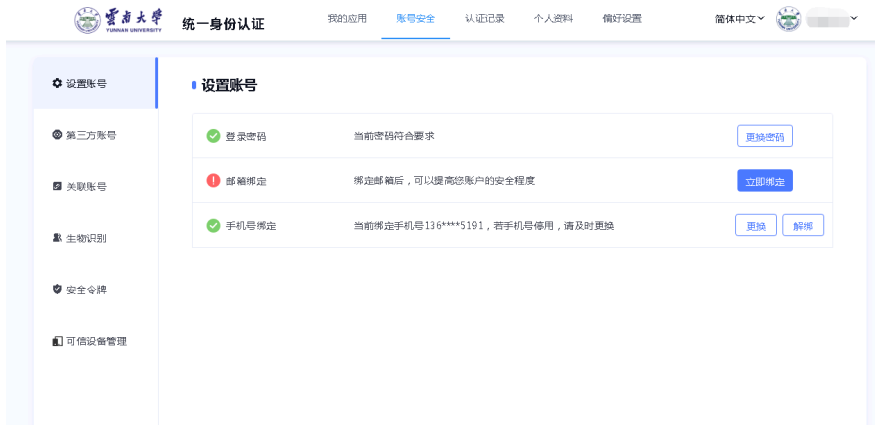 雲南大學
YUNNAN UNIVERSITY
统一身份认证
我的应用 账号安全 认证记录 个人资料 偏好设置
简体中文
设置账号
第三方账号
关联账号
生物识别
安全令牌
可信设备管理
设置账号
登录密码 当前密码符合要求 更换密码
邮箱绑定 绑定邮箱后，可以提高您账户的安全程度 立即绑定
手机号绑定 当前绑定手机号136****5191，若手机号停用，请及时更换 更换 解绑